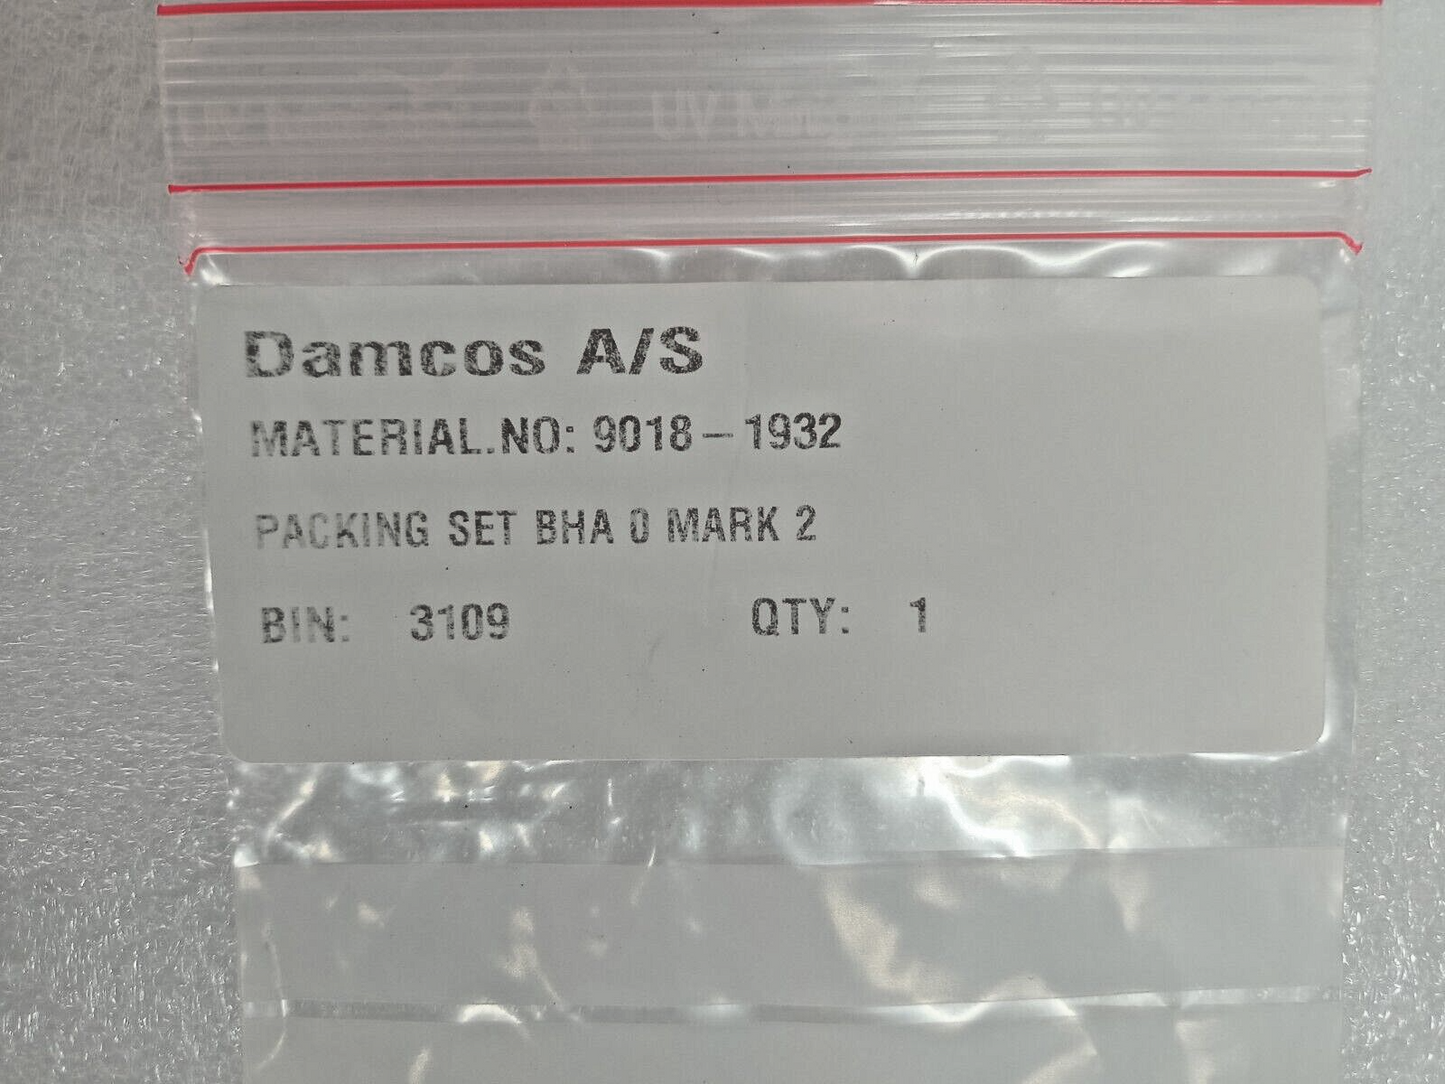 Damcos A/S
MATERIAL.NO: 9018-1932
PACKING SET BHA 0 MARK 2
BIN: 3109 QTY: 1